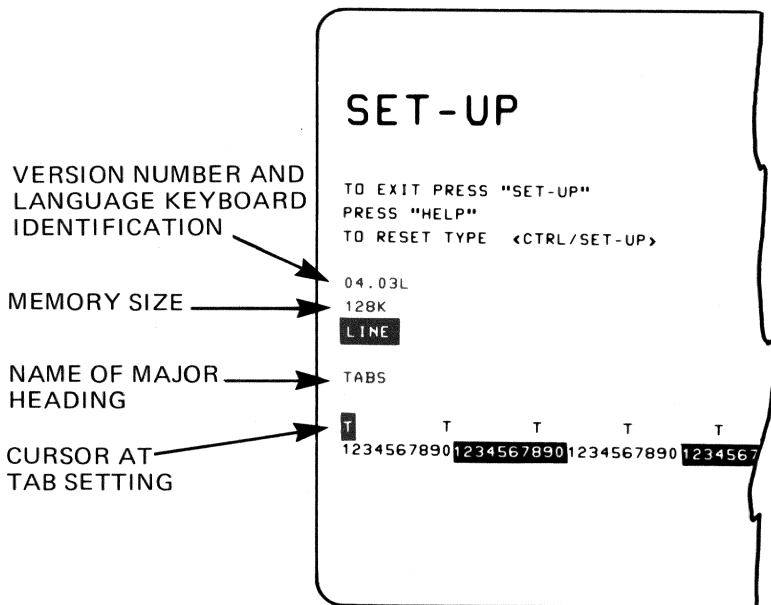 SET-UP
VERSION NUMBER AND
LANGUAGE KEYBOARD
IDENTIFICATION
TO EXIT PRESS "SET-UP"
PRESS "HELP"
TO RESET TYPE <CTRL/SET-UP>
04.03L
MEMORY SIZE
128K
LINE
NAME OF MAJOR
HEADING
TABS
CURSOR AT
TAB SETTING
T T T T T
1234567890123456789012345678901234567